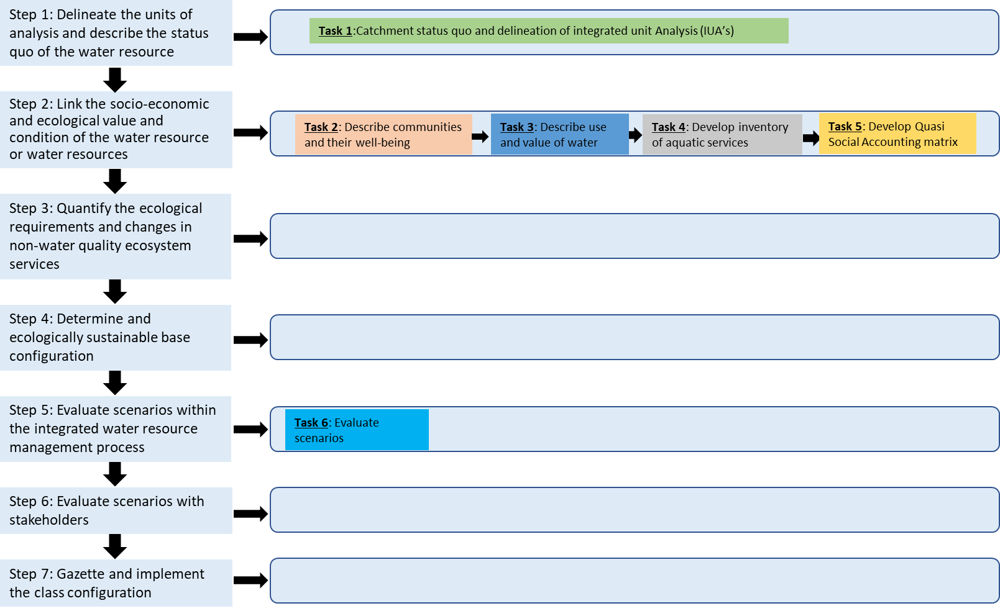 Step 1: Delineate the units of
analysis and describe the status
quo of the water resource
Task 1:Catchment status quo and delineation of integrated unit Analysis (IUA's)
Step 2: Link the socio-economic
and ecological value and
condition of the water resource
or water resources
Task 2: Describe communities
and their well-being
Task 3: Describe use
and value of water
Task 4: Develop inventory
of aquatic services
Task 5: Develop Quasi
Social Accounting matrix
Step 3: Quantify the ecological
requirements and changes in
non-water quality ecosystem
services
Step 4: Determine and
ecologically sustainable base
configuration
Step 5: Evaluate scenarios within
the integrated water resource
management process
Task 6: Evaluate
scenarios
Step 6: Evaluate scenarios with
stakeholders
Step 7: Gazette and implement
the class configuration